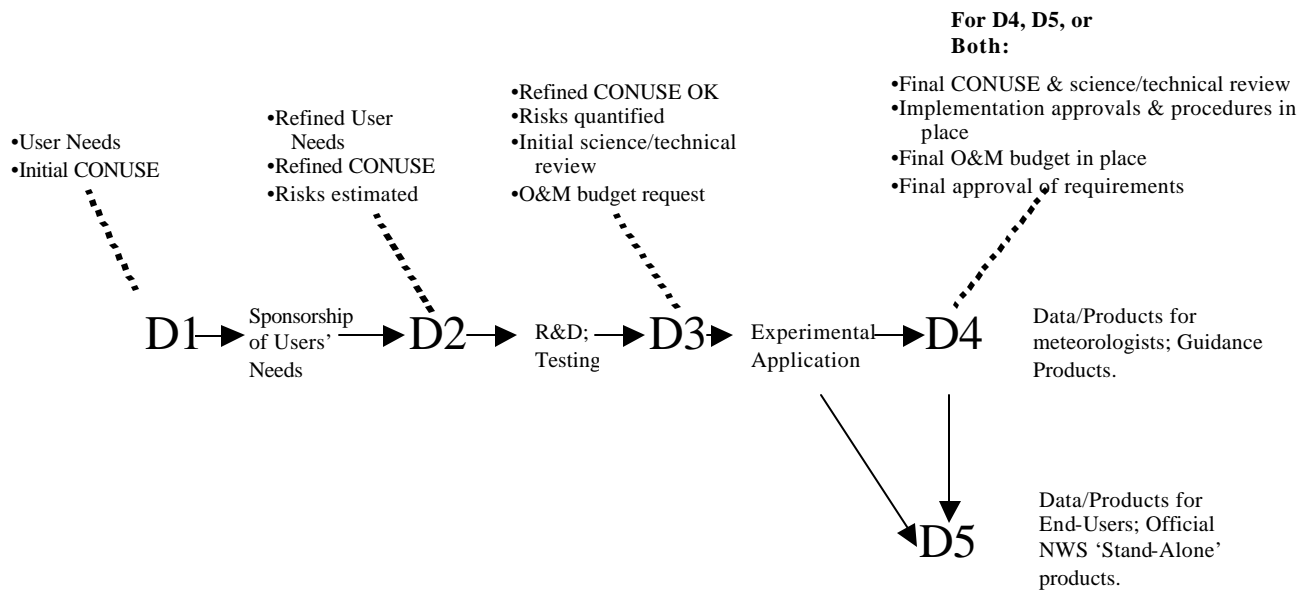 For D4, D5, or
Both:
•Final CONUSE & science/technical review
•Implementation approvals & procedures in
place
•Final O&M budget in place
•Final approval of requirements
•Refined CONUSE OK
•Risks quantified
•Initial science/technical
review
•O&M budget request
•Refined User
Needs
•Refined CONUSE
•Risks estimated
•User Needs
•Initial CONUSE
D1
Sponsorship
of Users’
Needs
D2
R&D;
Testing
D3
Experimental
Application
D4
Data/Products for
meteorologists; Guidance
Products.
D5
Data/Products for
End-Users; Official
NWS ‘Stand-Alone’
products.